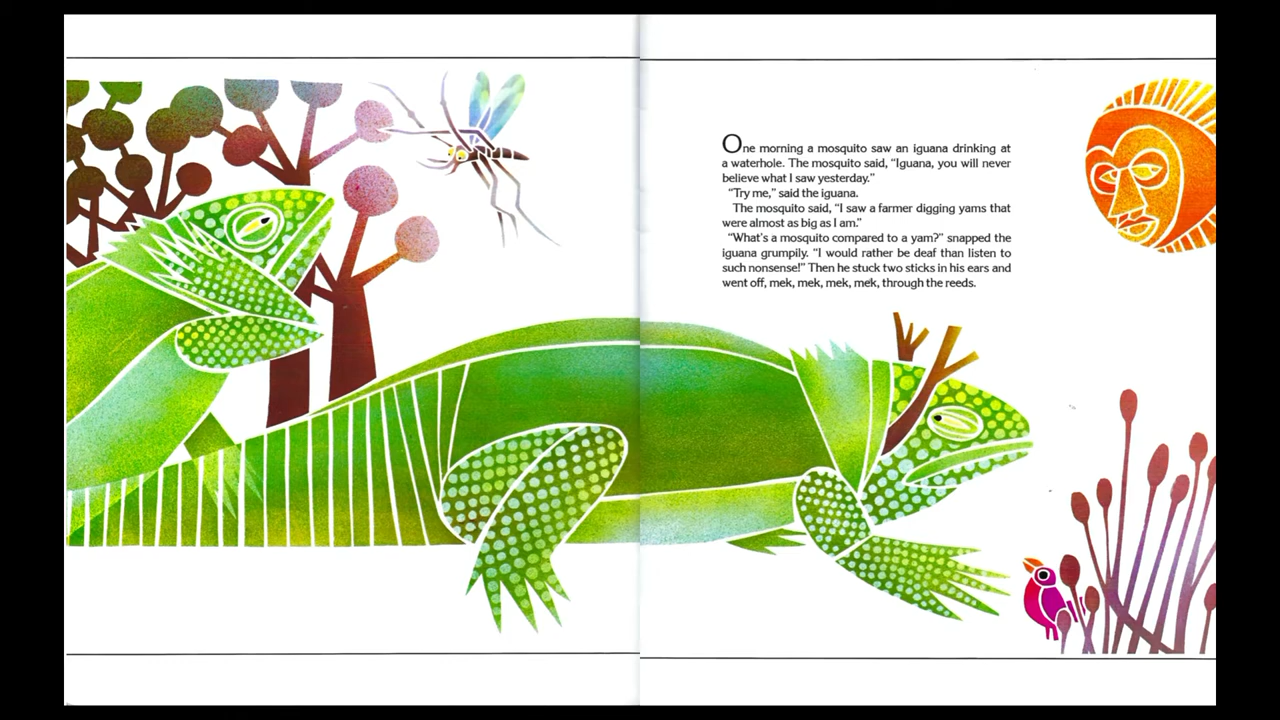 One morning a mosquito saw an iguana drinking at
a waterhole. The mosquito said, “Iguana, you will never
believe what I saw yesterday.”
“Try me,” said the iguana.
The mosquito said, “I saw a farmer digging yams that
were almost as big as I am.”
“What’s a mosquito compared to a yam?” snapped the
iguana grumpily. “I would rather be deaf than listen to
such nonsense!” Then he stuck two sticks in his ears and
went off, mek, mek, mek, mek, through the reeds.